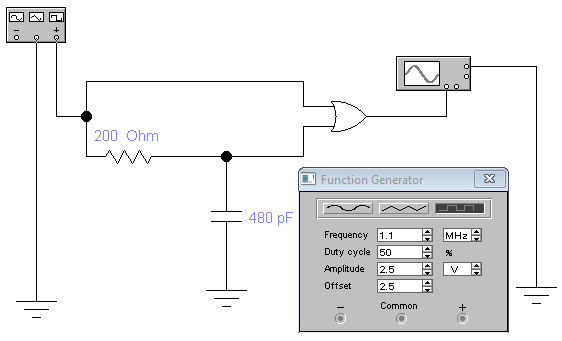 200 Ohm
480 pF
Function Generator
Frequency 1.1 MHz
Duty cycle 50 %
Amplitude 2.5 V
Offset 2.5
− Common +